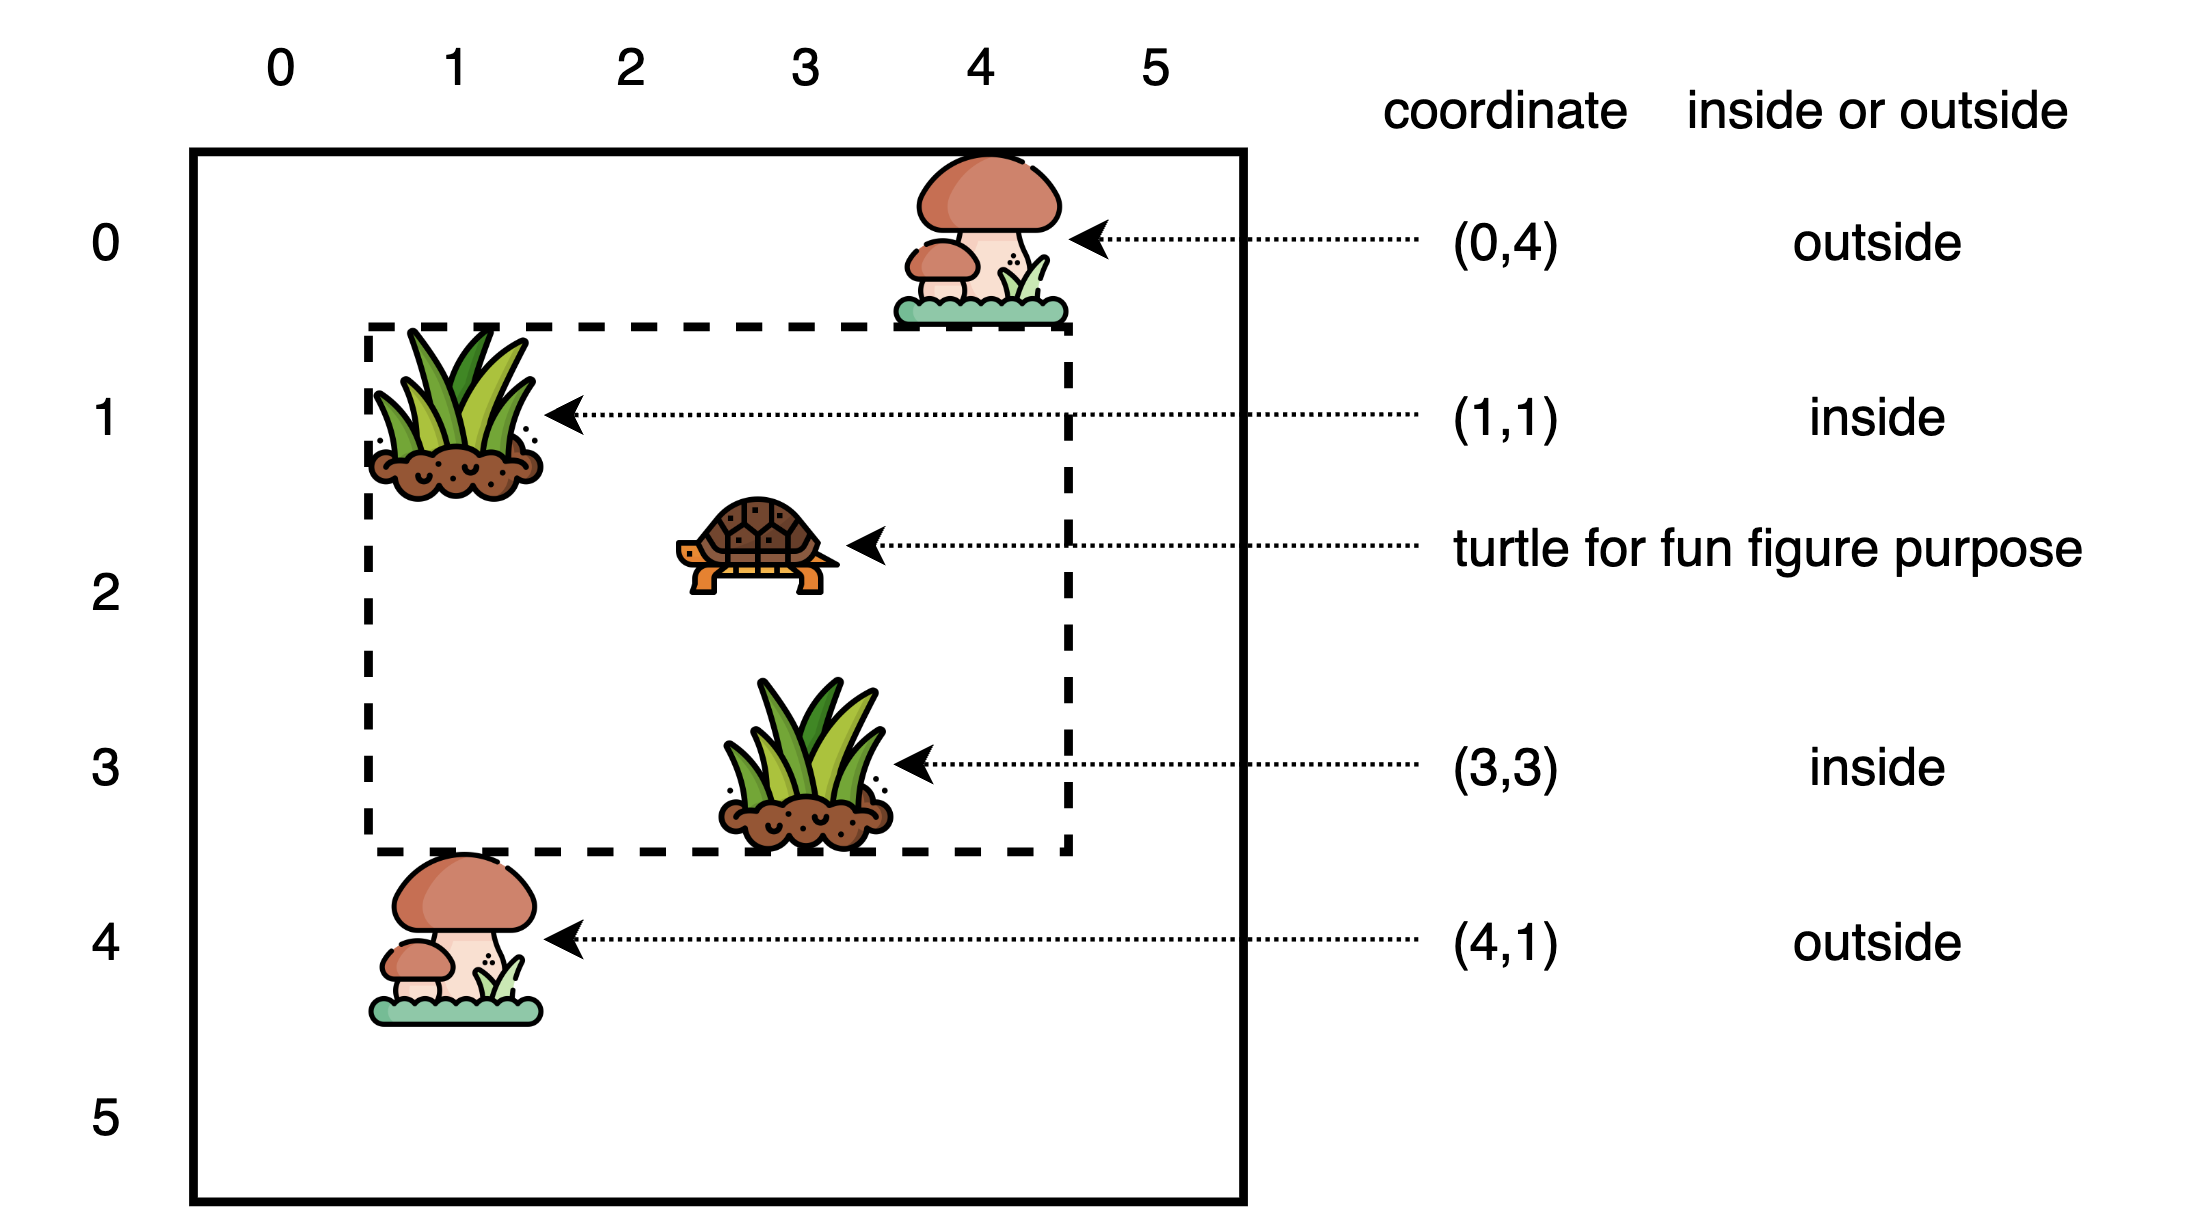 0 1 2 3 4 5
coordinate inside or outside
0 (0,4) outside
1 (1,1) inside
turtle for fun figure purpose
2
3 (3,3) inside
4 (4,1) outside
5